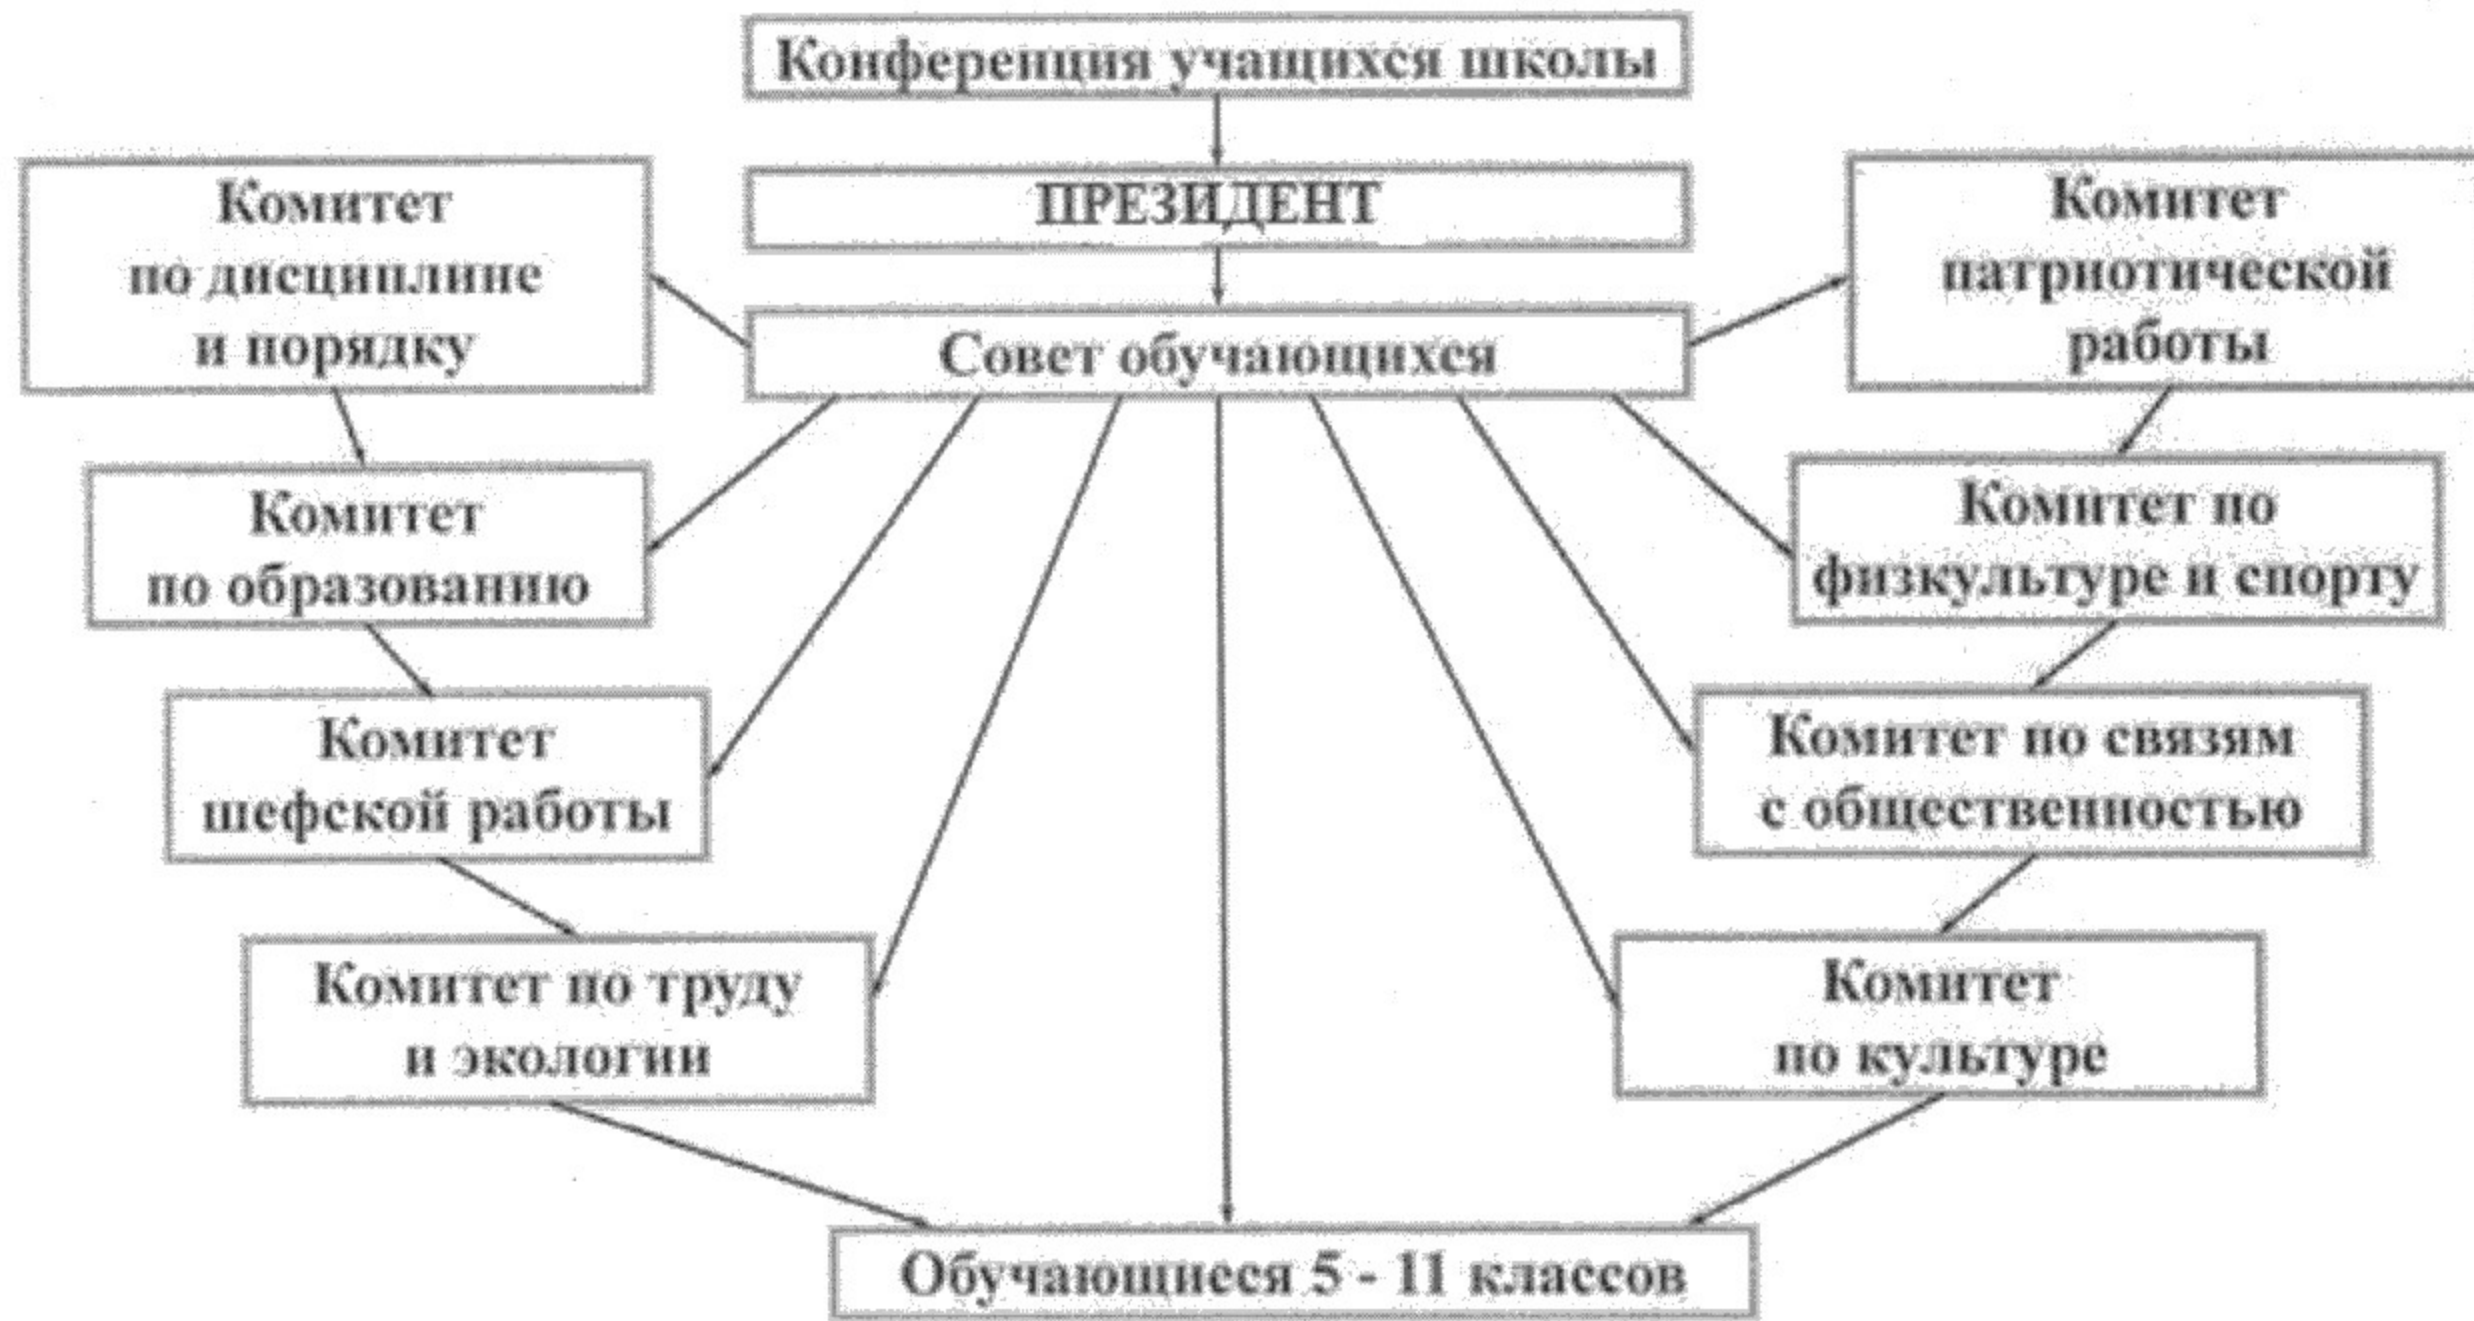 Конференция учащихся школы
ПРЕЗИДЕНТ
Совет обучающихся
Комитет
по дисциплине
и порядку
Комитет
по образованию
Комитет
шефской работы
Комитет по труду
и экологии
Комитет
патриотической
работы
Комитет по
физкультуре и спорту
Комитет по связям
с общественностью
Комитет
по культуре
Обучающиеся 5 - 11 классов